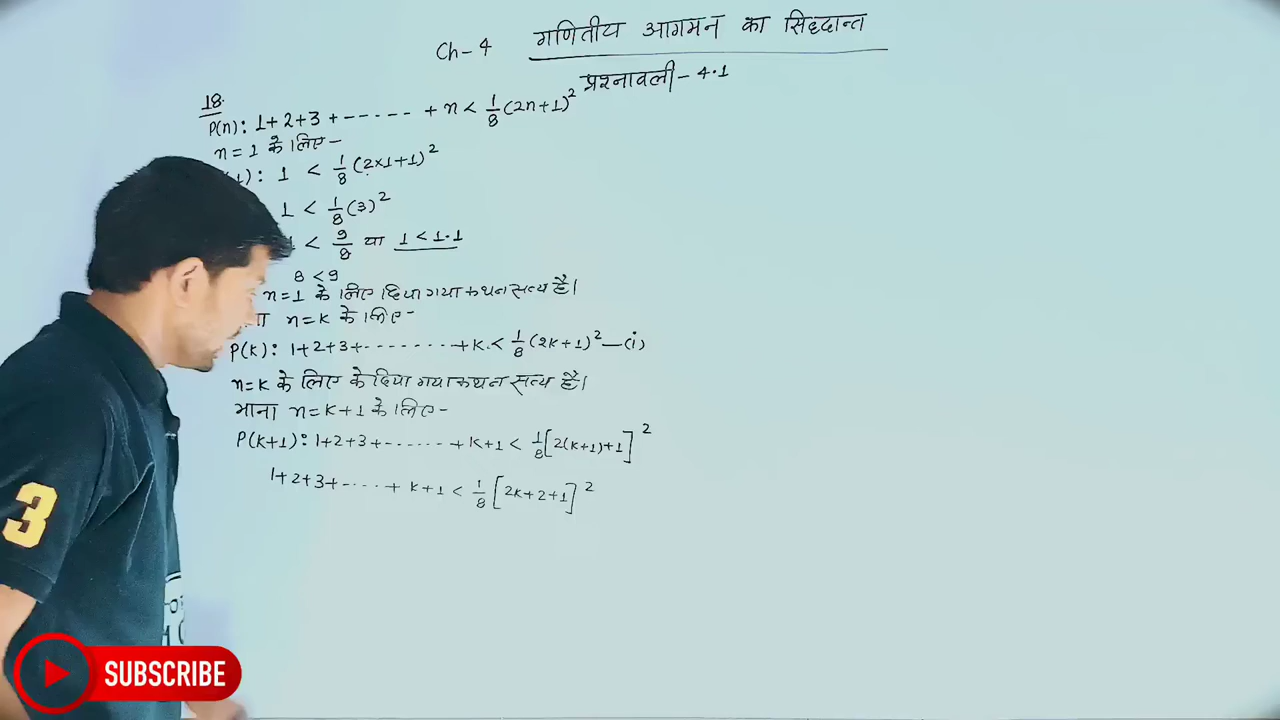 Ch-4 गणितीय आगमन का सिद्धान्त
प्रश्नावली-4.1
18.
P(n): 1+2+3+-----+n < 1/8(2n+1)²
n=1 के लिए-
1): 1 < 1/8(2×1+1)²
1 < 1/8(3)²
< 9/8 या 1<1.1
8<9
n=1 के लिए दिया गया कथन सत्य है।
n=k के लिए-
P(k): 1+2+3+--------+k < 1/8(2k+1)²—(i)
n=k के लिए के दिया गया कथन सत्य है।
माना n=k+1 के लिए-
P(k+1): 1+2+3+------+k+1 < 1/8[2(k+1)+1]²
1+2+3+----+k+1 < 1/8[2k+2+1]²
3
SUBSCRIBE